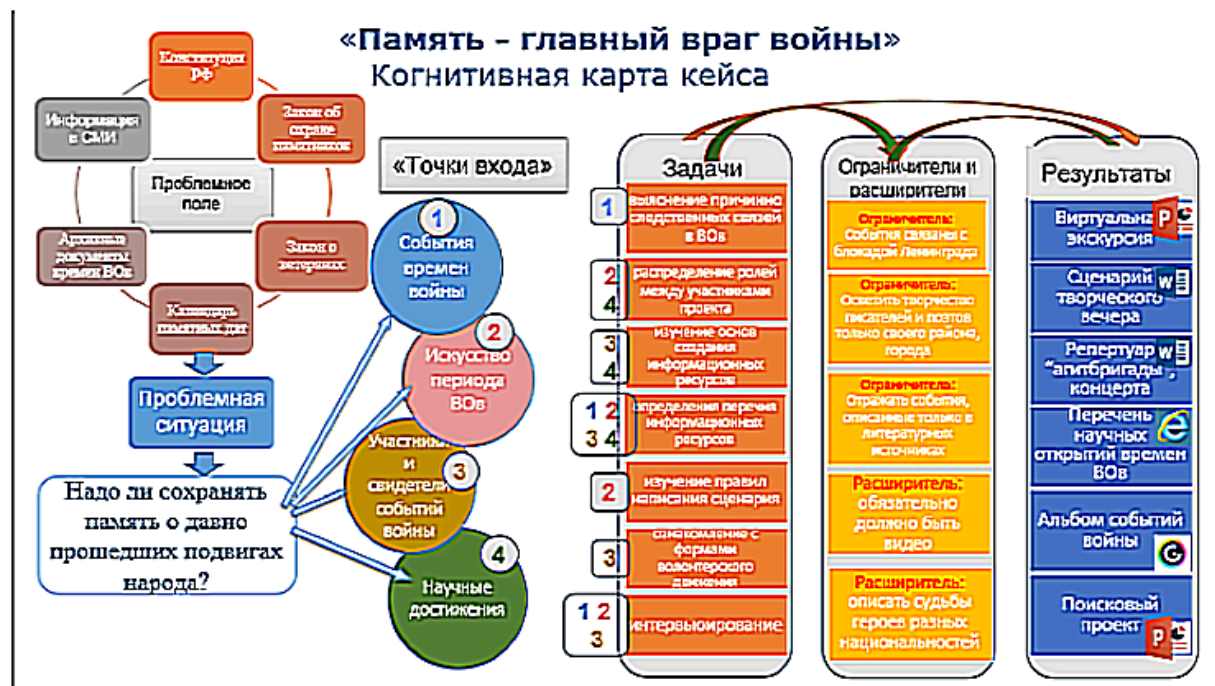 «Память – главный враг войны»
Когнитивная карта кейса
Конституция
РФ
Закон об
охране
памятников
Закон о
ветеранах
Календарь
памятных дат
Архивные
документы
времен ВОв
Информация
в СМИ
Проблемное
поле
Проблемная
ситуация
Надо ли сохранять
память о давно
прошедших подвигах
народа?
«Точки входа»
1
События
времен
войны
2
Искусство
периода
ВОв
3
Участники
и
свидетели
событий
войны
4
Научные
достижения
Задачи
1
выяснение причинно
следственных связей
в ВОв
2
4
распределение ролей
между участниками
проекта
3
4
изучение основ
создания
информационных
ресурсов
1 2
3 4
определения перечня
информационных
ресурсов
2
изучение правил
написания сценария
3
ознакомление с
формами
волонтерского
движения
1 2
3
интервьюирование
Ограничители и
расширители
Ограничитель:
События связаны с
блокадой Ленинграда
Ограничитель:
Осветить творчество
писателей и поэтов
только своего района,
города
Ограничитель:
Отражать события,
описанные только в
литературных
источниках
Расширитель:
обязательно
должно быть
видео
Расширитель:
описать судьбы
героев разных
национальностей
Результаты
Виртуальная
экскурсия
Сценарий
творческого
вечера
Репертуар
"агитбригады",
концерта
Перечень
научных
открытий времен
ВОв
Альбом событий
войны
Поисковый
проект